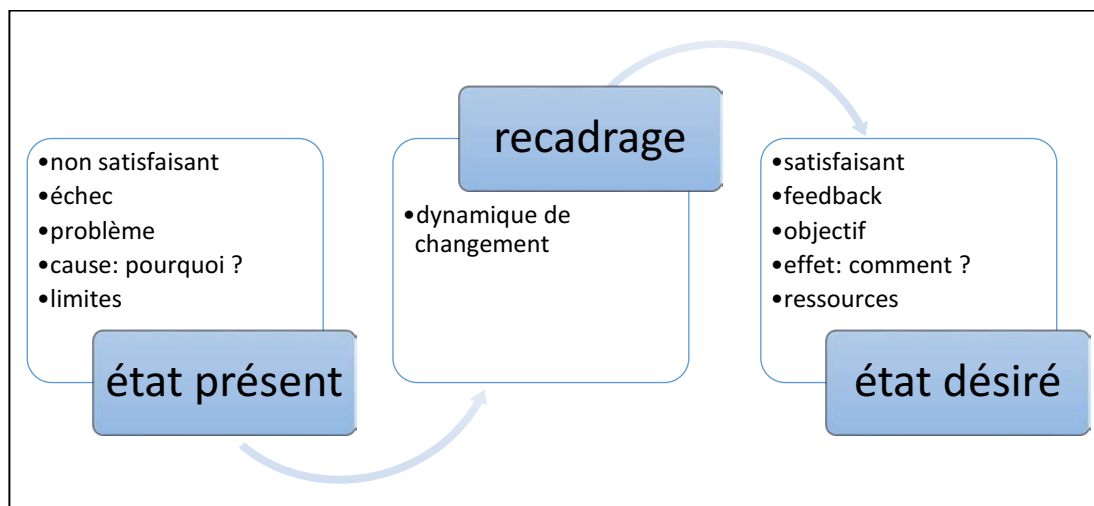 •non satisfaisant
•échec
•problème
•cause: pourquoi ?
•limites
état présent
recadrage
•dynamique de
changement
•satisfaisant
•feedback
•objectif
•effet: comment ?
•ressources
état désiré